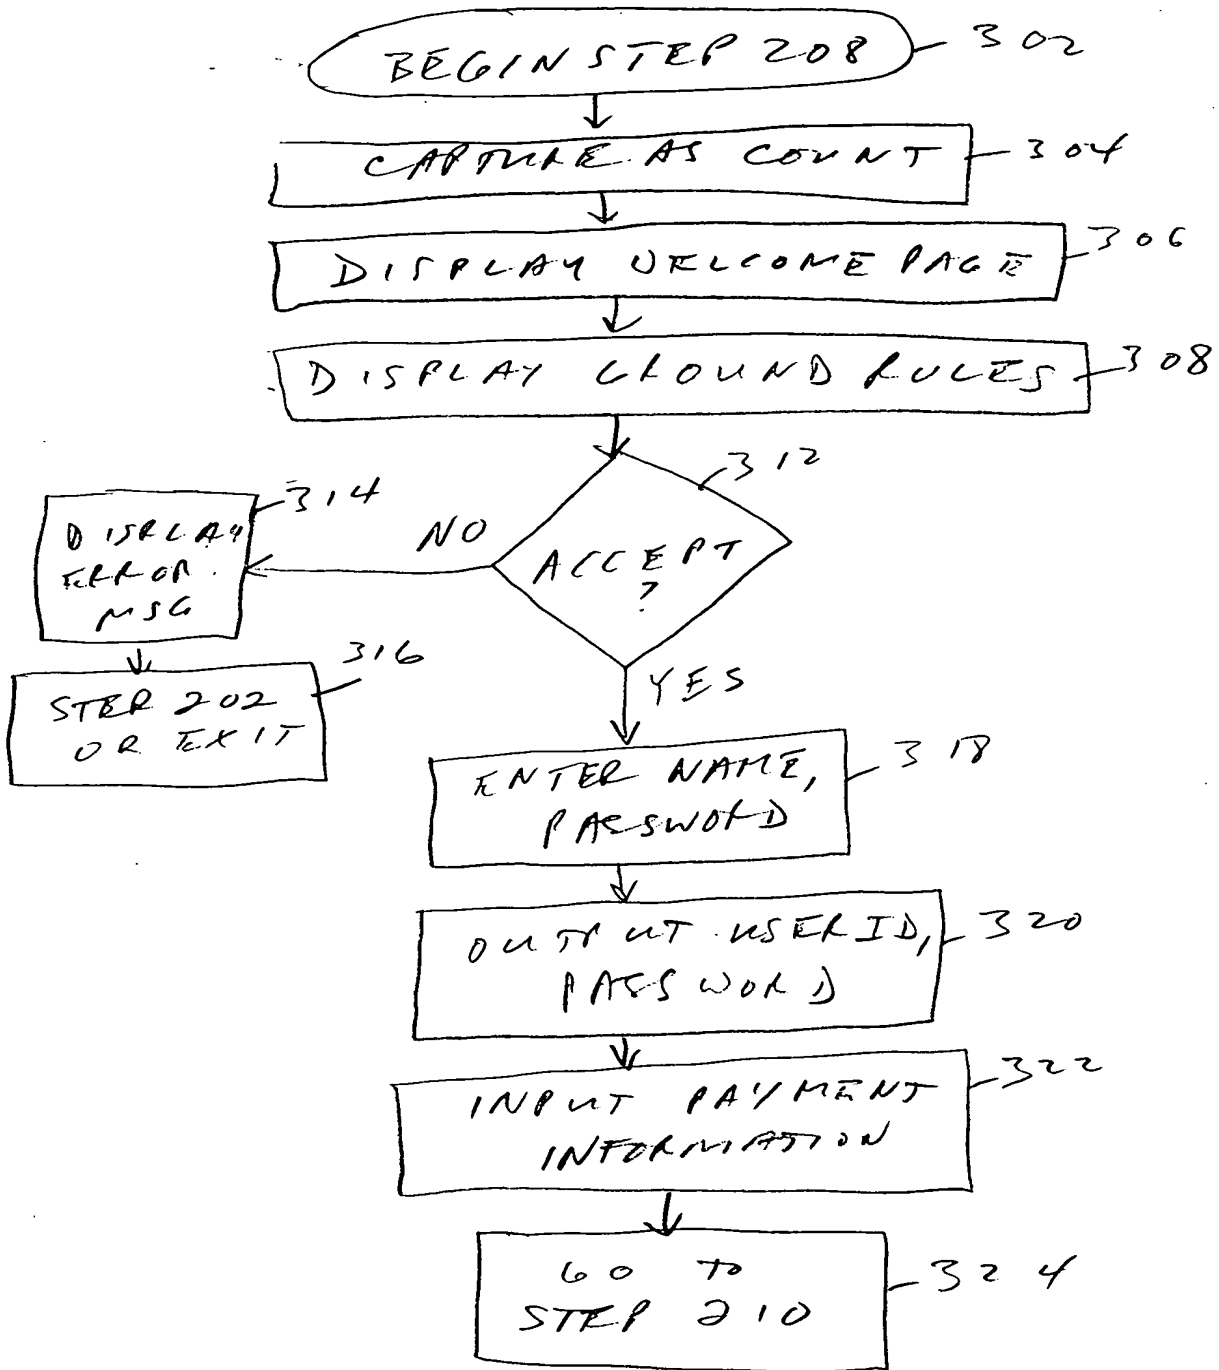 BEGIN STEP 208
302
CAPTURE AS COUNT
304
DISPLAY WELCOME PAGE
306
DISPLAY GROUND RULES
308
312
ACCEPT
?
NO
314
DISPLAY
ERROR
MSG
316
STEP 202
OR EXIT
YES
ENTER NAME,
PASSWORD
318
OUTPUT USER ID,
PASSWORD
320
INPUT PAYMENT
INFORMATION
322
GO TO
STEP 210
324